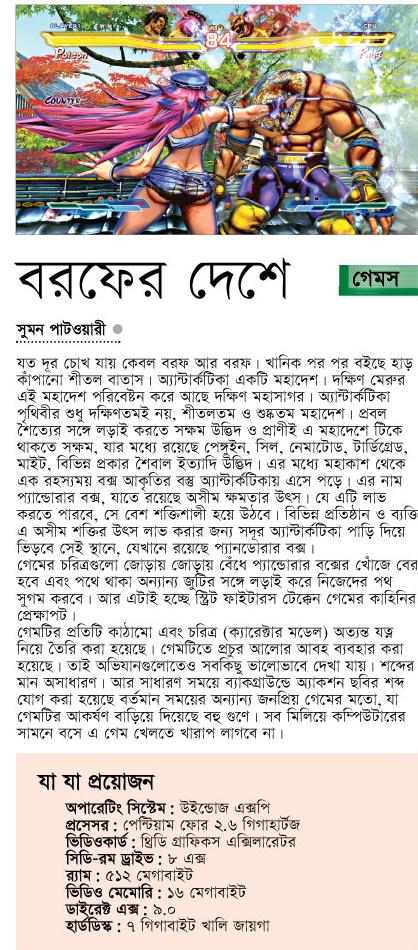 PLAYER1 WIN
CPU
84
Poison
King
COUNTER
বরফের দেশে
গেমস
সুমন পাটওয়ারী
যত দূর চোখ যায় কেবল বরফ আর বরফ। খানিক পর পর বইছে হাড়
কাঁপানো শীতল বাতাস। অ্যান্টার্কটিকা একটি মহাদেশ। দক্ষিণ মেরুর
এই মহাদেশ পরিবেষ্টন করে আছে দক্ষিণ মহাসাগর। অ্যান্টার্কটিকা
পৃথিবীর শুধু দক্ষিণতমই নয়, শীতলতম ও শুষ্কতম মহাদেশ। প্রবল
শৈত্যের সঙ্গে লড়াই করতে সক্ষম উদ্ভিদ ও প্রাণীই এ মহাদেশে টিকে
থাকতে সক্ষম, যার মধ্যে রয়েছে পেঙ্গুইন, সিল, নেমাটোড, টার্ডিগ্রেড,
মাইট, বিভিন্ন প্রকার শৈবাল ইত্যাদি উদ্ভিদ। এর মধ্যে মহাকাশ থেকে
এক রহস্যময় বক্স আকৃতির বস্তু অ্যান্টার্কটিকায় এসে পড়ে। এর নাম
প্যান্ডোরার বক্স, যাতে রয়েছে অসীম ক্ষমতার উৎস। যে এটি লাভ
করতে পারবে, সে বেশ শক্তিশালী হয়ে উঠবে। বিভিন্ন প্রতিষ্ঠান ও ব্যক্তি
এ অসীম শক্তির উৎস লাভ করার জন্য সদূর অ্যান্টার্কটিকা পাড়ি দিয়ে
ভিড়বে সেই স্থানে, যেখানে রয়েছে প্যানডোরার বক্স।
গেমের চরিত্রগুলো জোড়ায় জোড়ায় বেঁধে প্যান্ডোরার বক্সের খোঁজে বের
হবে এবং পথে থাকা অন্যান্য জুটির সঙ্গে লড়াই করে নিজেদের পথ
সুগম করবে। আর এটাই হচ্ছে স্ট্রিট ফাইটারস টেক্কেন গেমের কাহিনির
প্রেক্ষাপট।
গেমটির প্রতিটি কাঠামো এবং চরিত্র (ক্যারেক্টার মডেল) অত্যন্ত যত্ন
নিয়ে তৈরি করা হয়েছে। গেমটিতে প্রচুর আলোর আবহ ব্যবহার করা
হয়েছে। তাই অভিযানগুলোতেও সবকিছু ভালোভাবে দেখা যায়। শব্দের
মান অসাধারণ। আর সাধারণ সময়ে ব্যাকগ্রাউন্ডে অ্যাকশন ছবির শব্দ
যোগ করা হয়েছে বর্তমান সময়ের অন্যান্য জনপ্রিয় গেমের মতো, যা
গেমটির আকর্ষণ বাড়িয়ে দিয়েছে বহু গুণে। সব মিলিয়ে কম্পিউটারের
সামনে বসে এ গেম খেলতে খারাপ লাগবে না।
যা যা প্রয়োজন
অপারেটিং সিস্টেম : উইন্ডোজ এক্সপি
প্রসেসর : পেন্টিয়াম ফোর ২.৬ গিগাহার্টজ
ভিডিওকার্ড : থ্রিডি গ্রাফিকস এক্সিলারেটর
সিডি-রম ড্রাইভ : ৮ এক্স
র‍্যাম : ৫১২ মেগাবাইট
ভিডিও মেমোরি : ১৬ মেগাবাইট
ডাইরেক্ট এক্স : ৯.০
হার্ডডিস্ক : ৭ গিগাবাইট খালি জায়গা